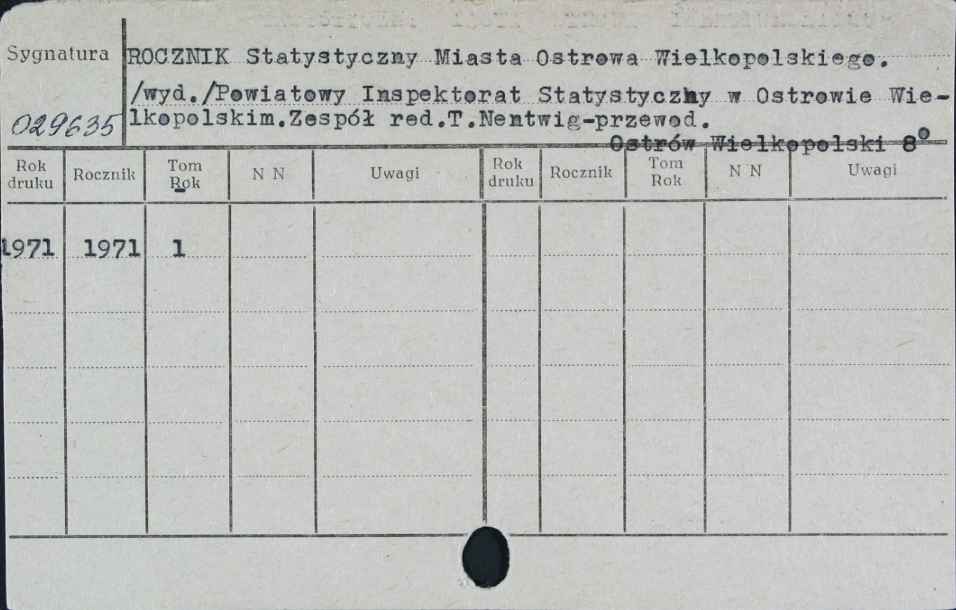 Sygnatura
ROCZNIK Statystyczny Miasta Ostrowa Wielkopolskiego.
/wyd./Powiatowy Inspektorat Statystyczny w Ostrowie Wie-
029635
lkopolskim.Zespół red.T.Nentwig-przewod.
Ostrów Wielkopolski 8°
Rok druku Rocznik Tom Rok N N Uwagi Rok druku Rocznik Tom Rok N N Uwagi
1971 1971 1